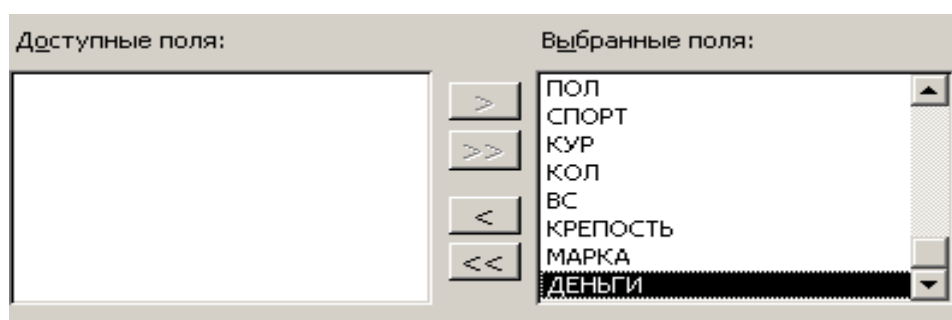 Доступные поля:
Выбранные поля:
>
>>
<
<<
ПОЛ
СПОРТ
КУР
КОЛ
ВС
КРЕПОСТЬ
МАРКА
ДЕНЬГИ